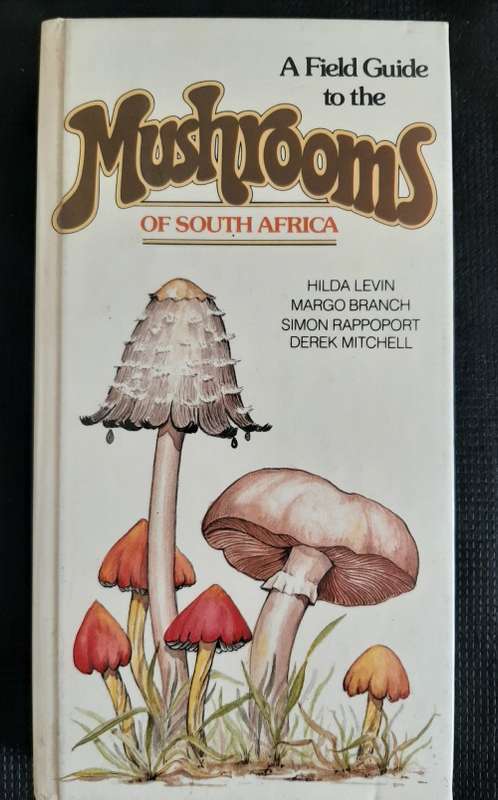 A Field Guide
to the
Mushrooms
OF SOUTH AFRICA
HILDA LEVIN
MARGO BRANCH
SIMON RAPPOPORT
DEREK MITCHELL